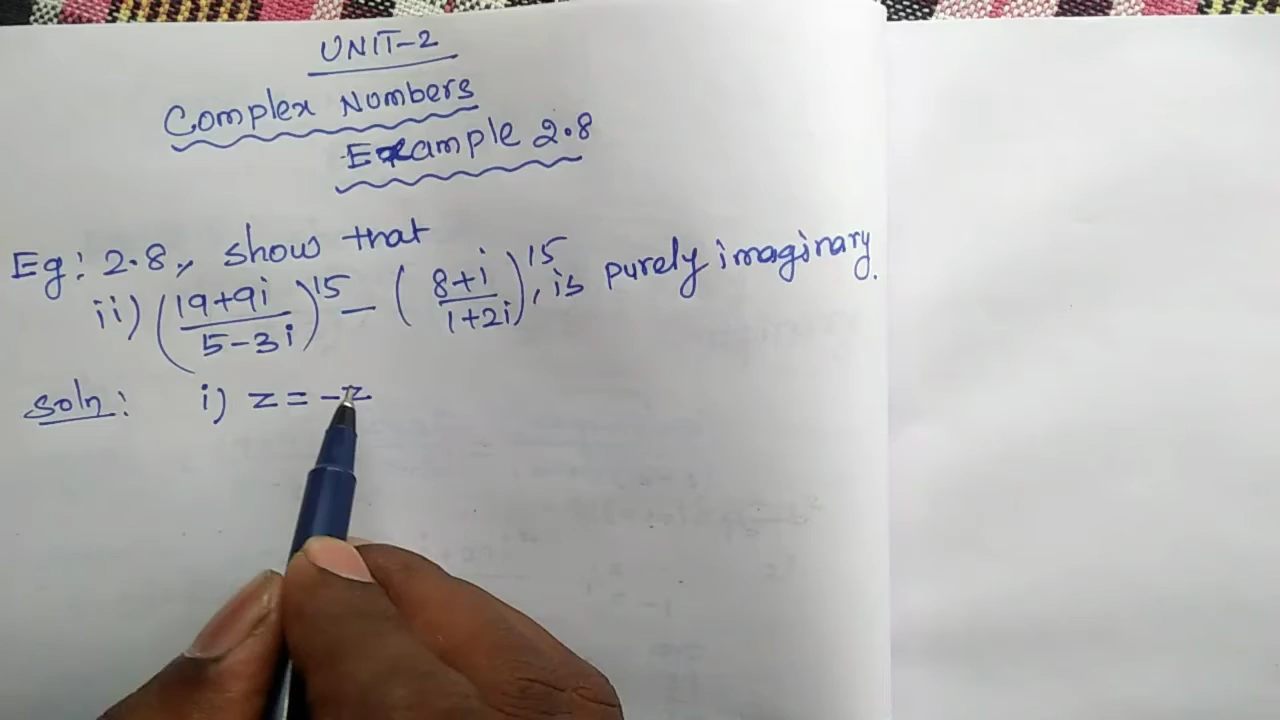 UNIT-2
Complex Numbers
Example 2.8
Eg: 2.8, show that
ii) (19+9i / 5-3i)^15 - (8+i / 1+2i)^15, is purely imaginary.
Soln: i) z = -z